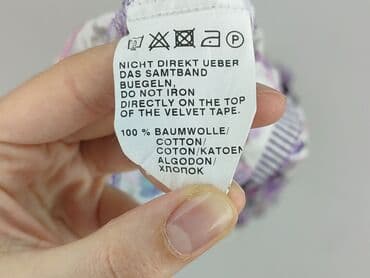 NICHT DIREKT UEBER
DAS SAMTBAND
BUEGELN,
DO NOT IRON
DIRECTLY ON THE TOP
OF THE VELVET TAPE.
100 % BAUMWOLLE/
COTTON/
COTON/KATOEN
ALGODON/
ХЛОПОК